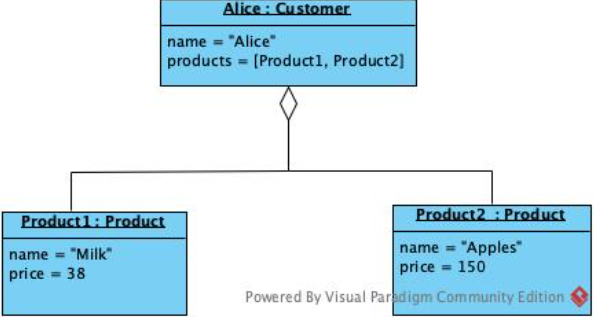 Alice : Customer
name = "Alice"
products = [Product1, Product2]
Product1 : Product
name = "Milk"
price = 38
Product2 : Product
name = "Apples"
price = 150
Powered By Visual Paradigm Community Edition